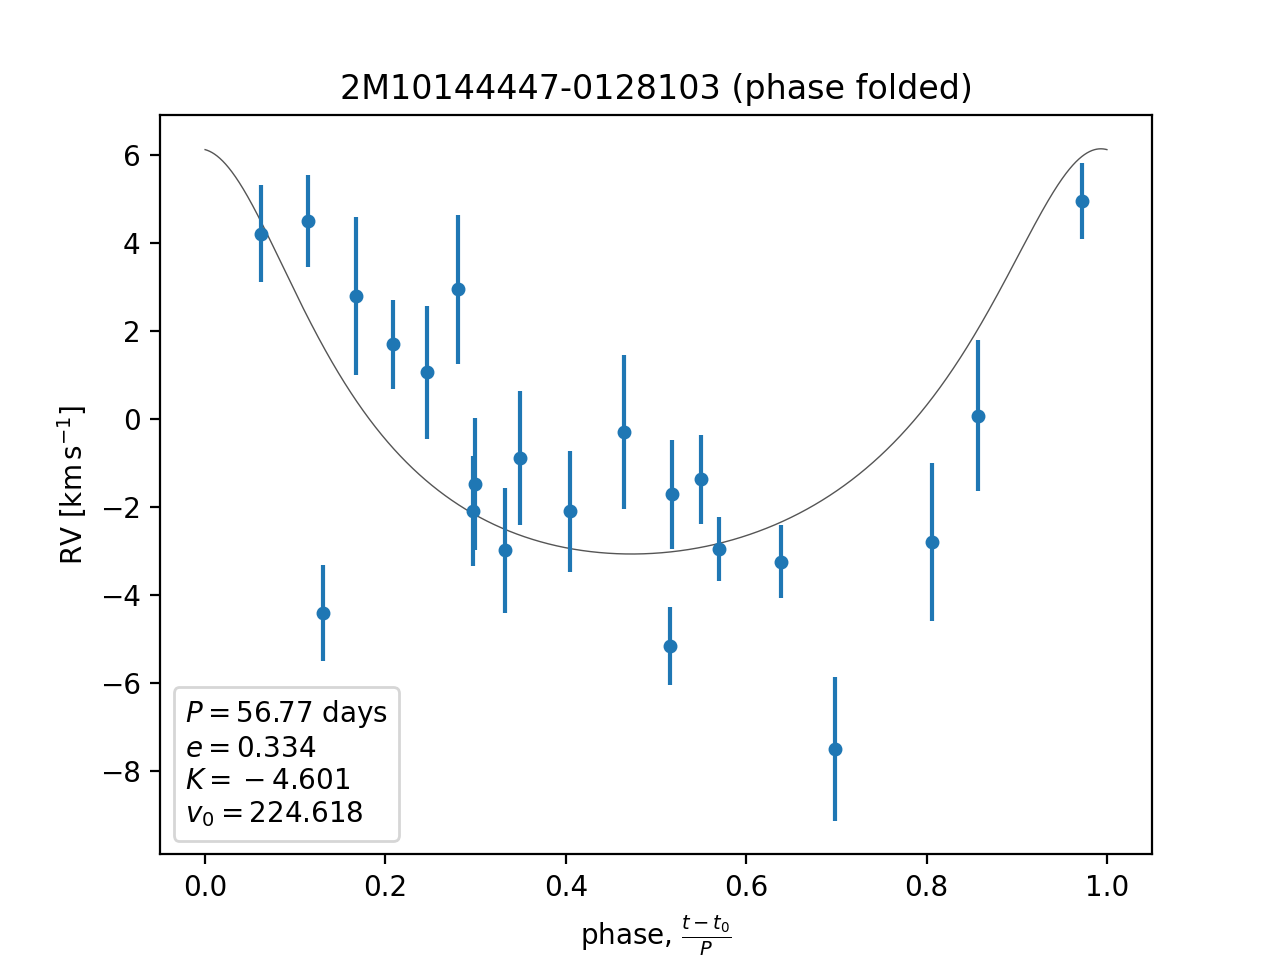 2M10144447-0128103 (phase folded)
RV [km s⁻¹]
6
4
2
0
−2
−4
−6
−8
P = 56.77 days
e = 0.334
K = − 4.601
v₀ = 224.618
0.0 0.2 0.4 0.6 0.8 1.0
phase, (t − t₀)/P